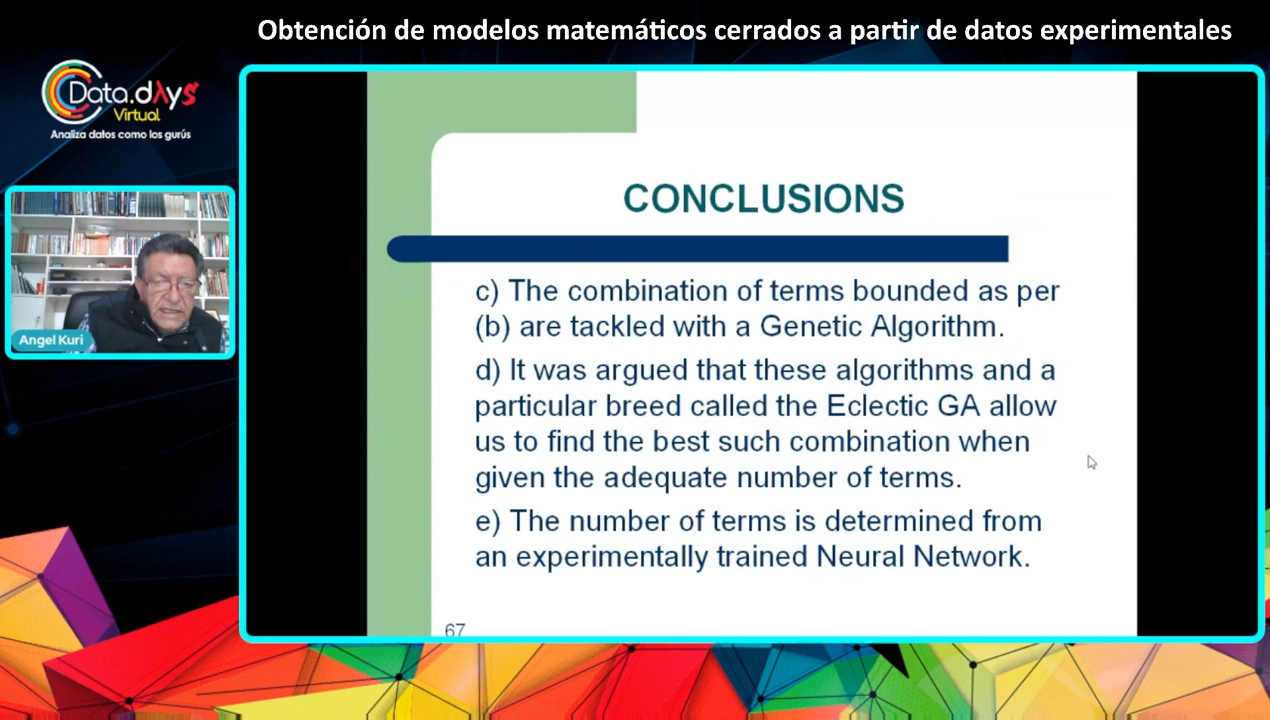 Obtención de modelos matemáticos cerrados a partir de datos experimentales
Data.dλys
Virtual
Analiza datos como los gurús
Angel Kuri
CONCLUSIONS
c) The combination of terms bounded as per
(b) are tackled with a Genetic Algorithm.
d) It was argued that these algorithms and a
particular breed called the Eclectic GA allow
us to find the best such combination when
given the adequate number of terms.
e) The number of terms is determined from
an experimentally trained Neural Network.
67